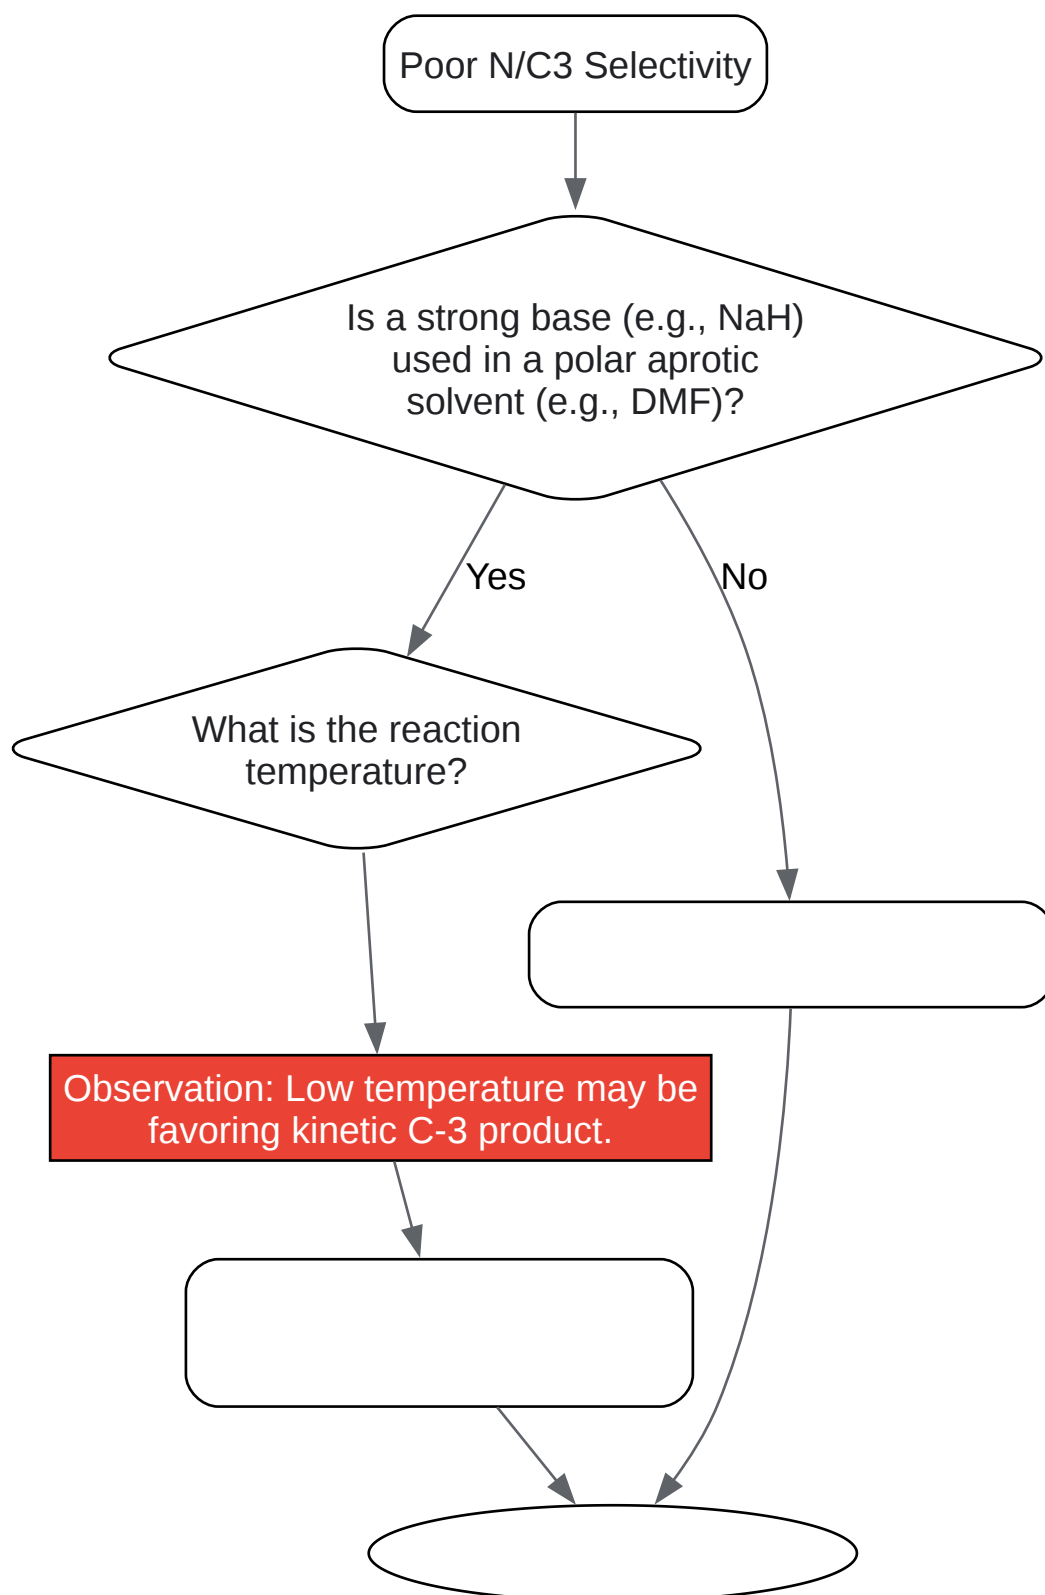 Poor N/C3 Selectivity
Is a strong base (e.g., NaH)
used in a polar aprotic
solvent (e.g., DMF)?
Yes
No
What is the reaction
temperature?
Observation: Low temperature may be
favoring kinetic C-3 product.